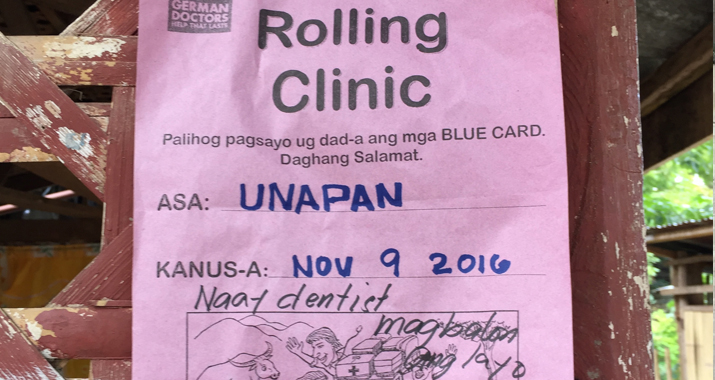 GERMAN
DOCTORS
HELP THAT LASTS
Rolling
Clinic
Palihog pagsayo ug dad-a ang mga BLUE CARD.
Daghang Salamat.
ASA: UNAPAN
KANUS-A: NOV 9 2016
Naay dentist